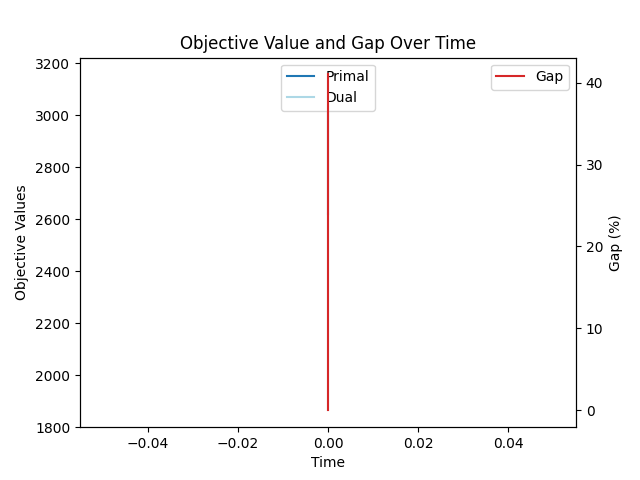 Objective Value and Gap Over Time
Primal
Dual
Gap
3200
3000
2800
2600
2400
2200
2000
1800
Objective Values
40
30
20
10
0
Gap (%)
−0.04
−0.02
0.00
0.02
0.04
Time